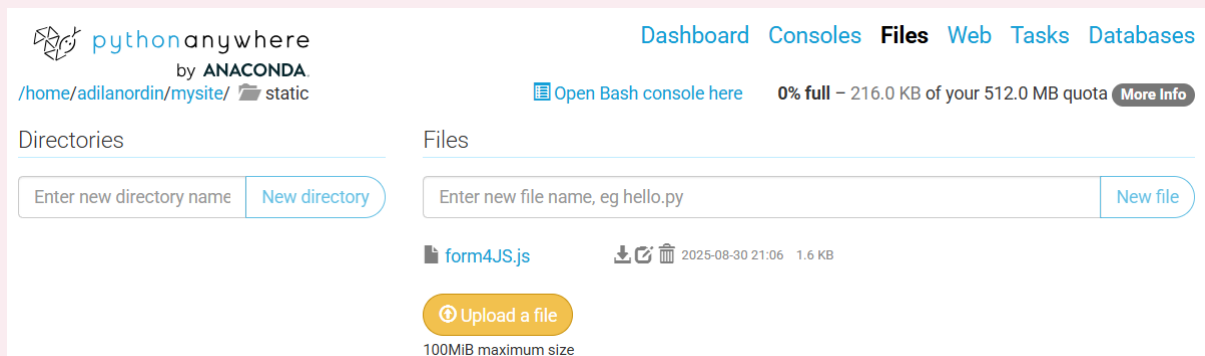 pythonanywhere
by ANACONDA.
Dashboard Consoles Files Web Tasks Databases
/home/adilanordin/mysite/ static
Open Bash console here 0% full – 216.0 KB of your 512.0 MB quota More Info
Directories
Enter new directory name New directory
Files
Enter new file name, eg hello.py New file
form4JS.js 2025-08-30 21:06 1.6 KB
Upload a file
100MiB maximum size